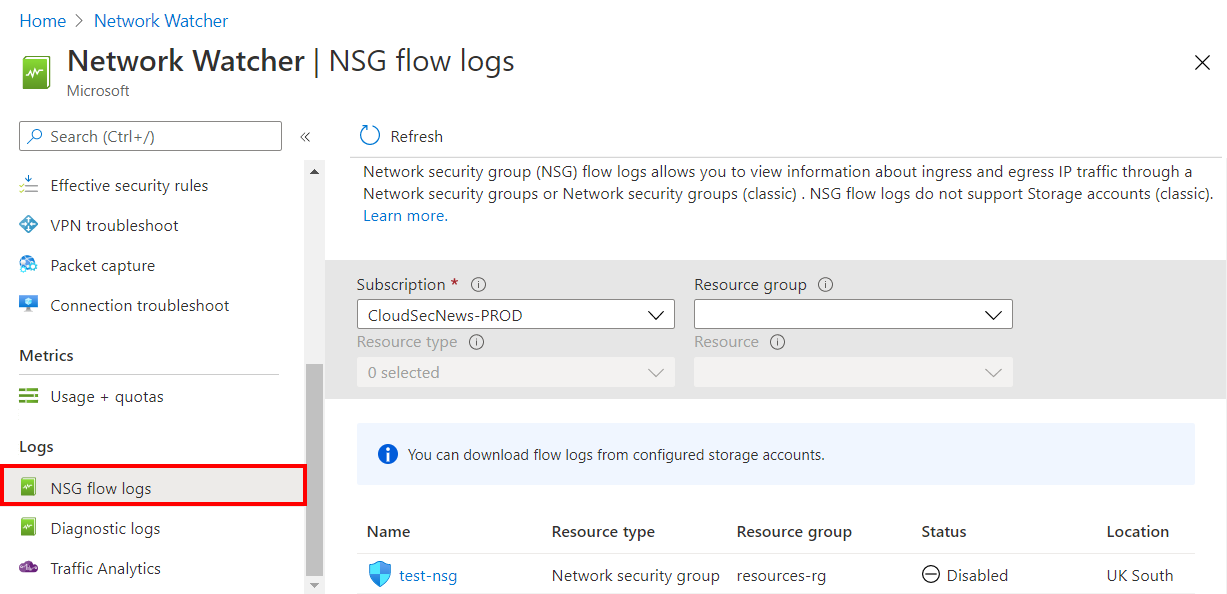 Home > Network Watcher
Network Watcher | NSG flow logs
Microsoft
Search (Ctrl+/)
«
Effective security rules
VPN troubleshoot
Packet capture
Connection troubleshoot
Metrics
Usage + quotas
Logs
NSG flow logs
Diagnostic logs
Traffic Analytics
Refresh
Network security group (NSG) flow logs allows you to view information about ingress and egress IP traffic through a
Network security groups or Network security groups (classic) . NSG flow logs do not support Storage accounts (classic).
Learn more.
Subscription * Resource group
CloudSecNews-PROD
Resource type Resource
0 selected
You can download flow logs from configured storage accounts.
Name Resource type Resource group Status Location
test-nsg Network security group resources-rg Disabled UK South